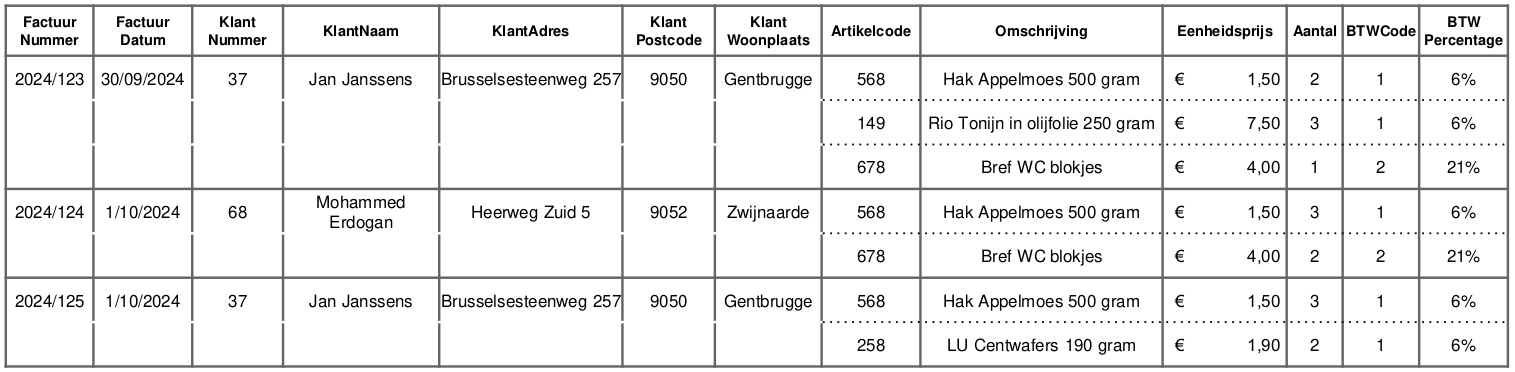 Factuur Nummer Factuur Datum Klant Nummer KlantNaam KlantAdres Klant Postcode Klant Woonplaats Artikelcode Omschrijving Eenheidsprijs Aantal BTWCode BTW Percentage
2024/123 30/09/2024 37 Jan Janssens Brusselsesteenweg 257 9050 Gentbrugge 568 Hak Appelmoes 500 gram € 1,50 2 1 6%
149 Rio Tonijn in olijfolie 250 gram € 7,50 3 1 6%
678 Bref WC blokjes € 4,00 1 2 21%
2024/124 1/10/2024 68 Mohammed Erdogan Heerweg Zuid 5 9052 Zwijnaarde 568 Hak Appelmoes 500 gram € 1,50 3 1 6%
678 Bref WC blokjes € 4,00 2 2 21%
2024/125 1/10/2024 37 Jan Janssens Brusselsesteenweg 257 9050 Gentbrugge 568 Hak Appelmoes 500 gram € 1,50 3 1 6%
258 LU Centwafers 190 gram € 1,90 2 1 6%